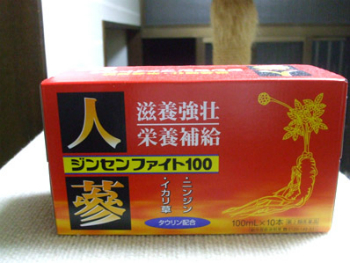 人蔘
滋養強壮
栄養補給
ジンセンファイト100
・ニンジン
・イカリ草
タウリン配合
100mL×10本